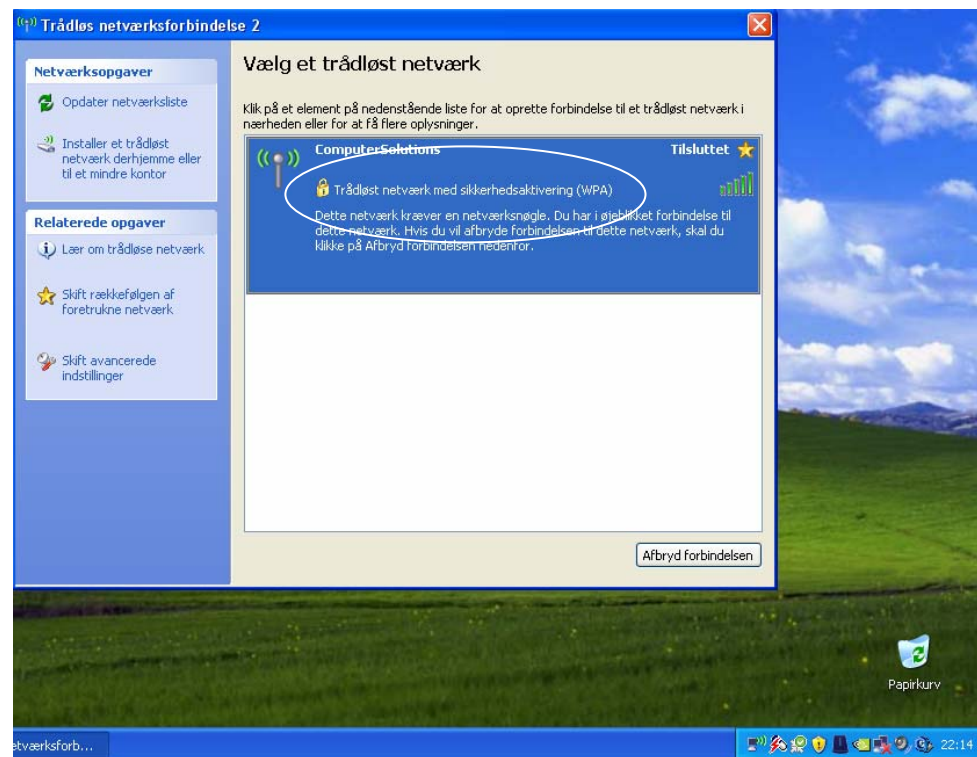 Trådløs netværksforbindelse 2
Netværksopgaver
Opdater netværksliste
Installer et trådløst
netværk derhjemme eller
til et mindre kontor
Relaterede opgaver
Lær om trådløse netværk
Skift rækkefølgen af
foretrukne netværk
Skift avancerede
indstillinger
Vælg et trådløst netværk
Klik på et element på nedenstående liste for at oprette forbindelse til et trådløst netværk i
nærheden eller for at få flere oplysninger.
ComputerSolutions Tilsluttet
Trådløst netværk med sikkerhedsaktivering (WPA)
Dette netværk kræver en netværksnøgle. Du har i øjeblikket forbindelse til
dette netværk. Hvis du vil afbryde forbindelsen til dette netværk, skal du
klikke på Afbryd forbindelsen nedenfor.
Afbryd forbindelsen
Papirkurv
etværksforb...
22:14